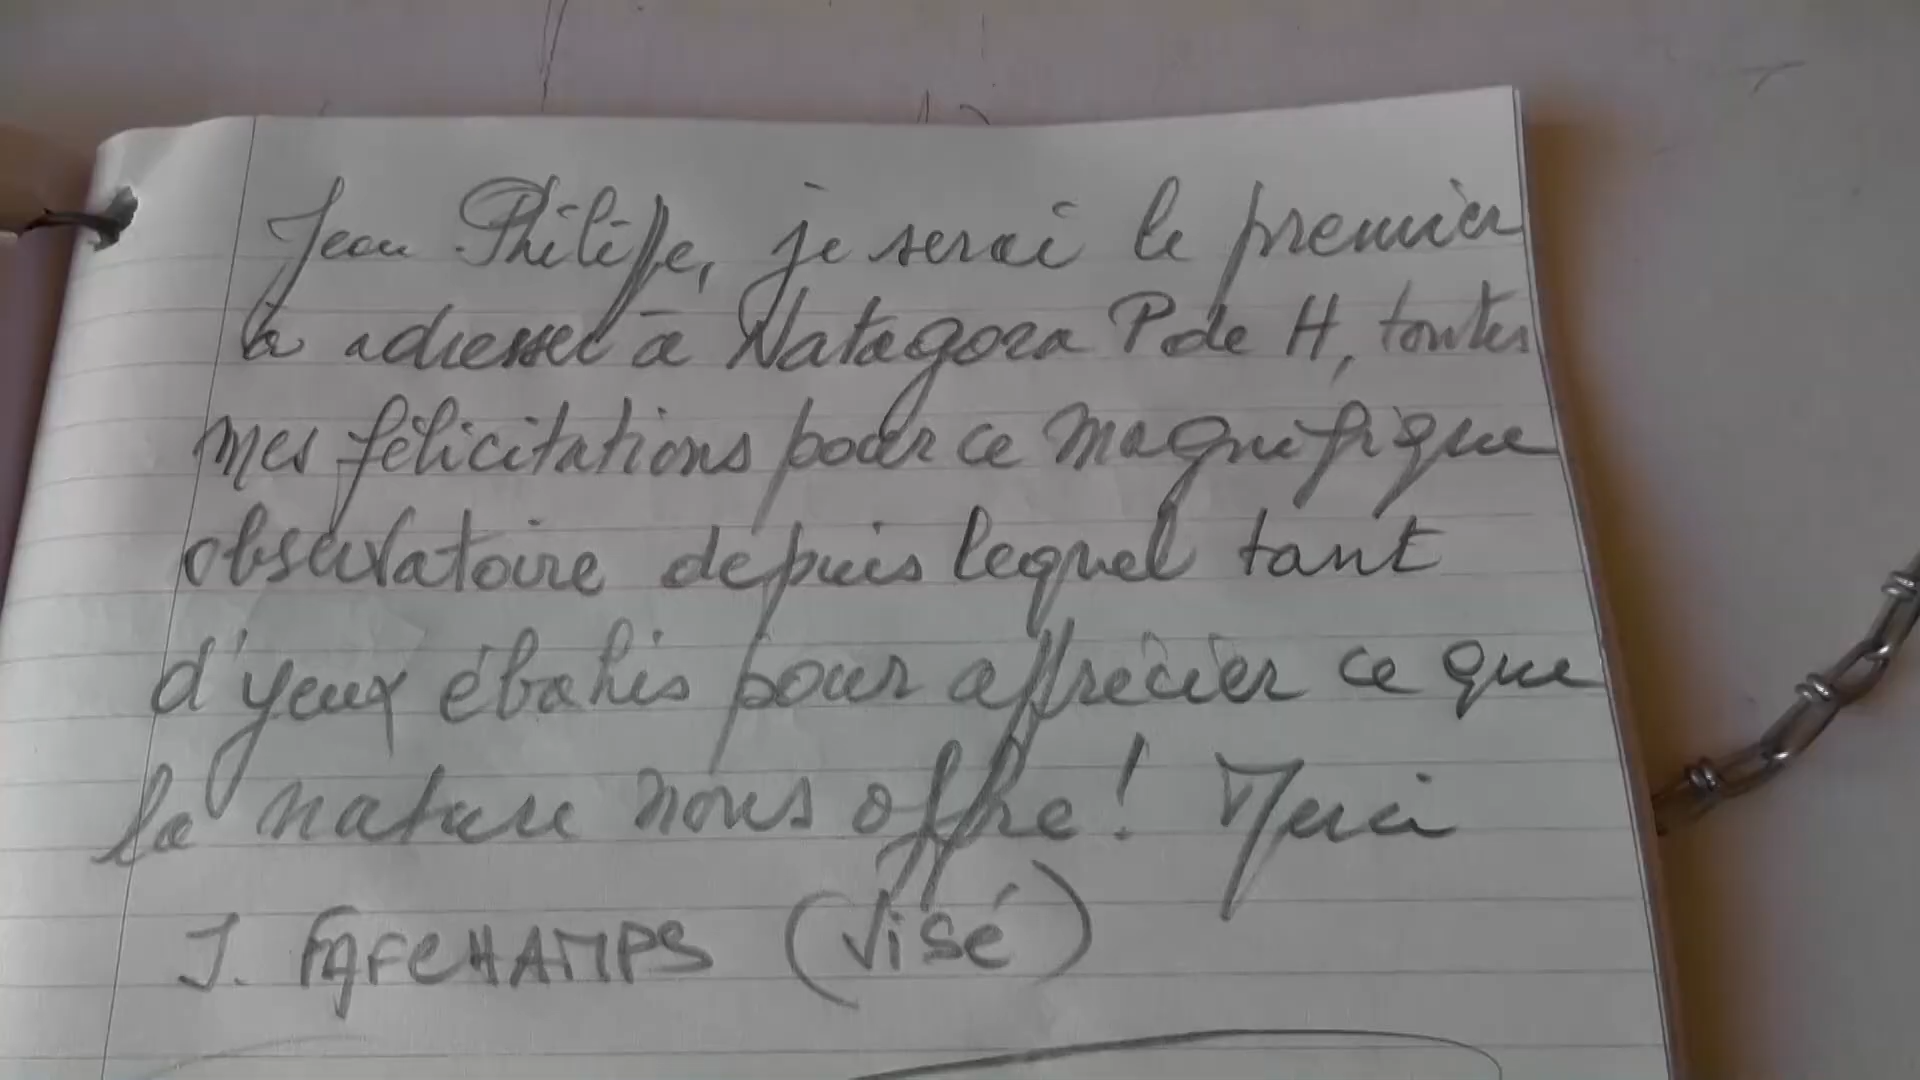 Jean Philippe, je serai le premier
à adresser à Natagora P de H, toutes
mes félicitations pour ce magnifique
observatoire depuis lequel tant
d'yeux ébahis pour apprécier ce que
la nature nous offre ! Merci
J. (Visé)